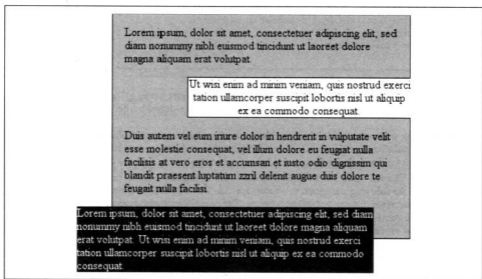 Lorem ipsum, dolor sit amet, consectetuer adipiscing elit, sed
diam nonummy nibh euismod tincidunt ut laoreet dolore
magna aliquam erat volutpat.
Ut wisi enim ad minim veniam, quis nostrud exerci
tation ullamcorper suscipit lobortis nisl ut aliquip
ex ea commodo consequat.
Duis autem vel eum iriure dolor in hendrerit in vulputate velit
esse molestie consequat, vel illum dolore eu feugiat nulla
facilisis at vero eros et accumsan et iusto odio dignissim qui
blandit praesent luptatum zzril delenit augue duis dolore te
feugait nulla facilisi.
Lorem ipsum, dolor sit amet, consectetuer adipiscing elit, sed diam
nonummy nibh euismod tincidunt ut laoreet dolore magna aliquam
erat volutpat. Ut wisi enim ad minim veniam, quis nostrud exerci
tation ullamcorper suscipit lobortis nisl ut aliquip ex ea commodo
consequat.